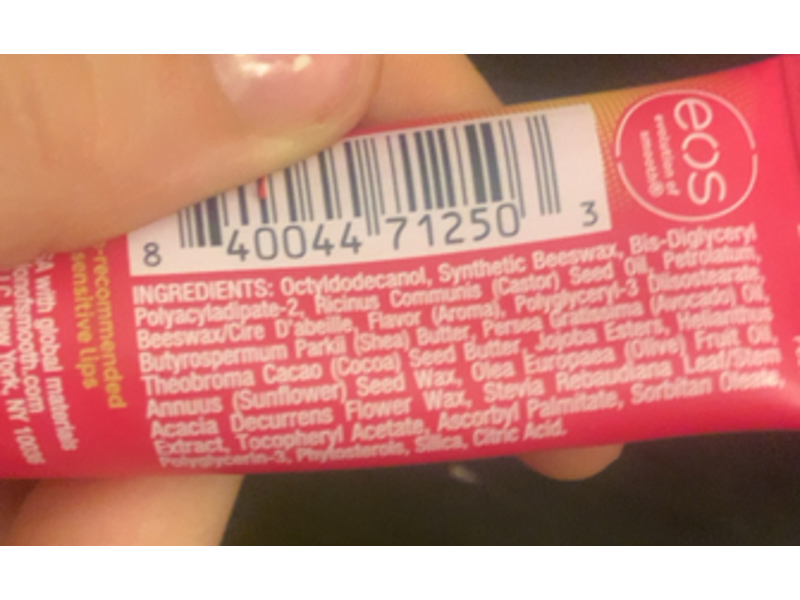 eos
evolution of
smooth®
8 40044 71250 3
INGREDIENTS: Octyldodecanol, Synthetic Beeswax, Bis-Diglyceryl
Polyacyladipate-2, Ricinus Communis (Castor) Seed Oil, Petrolatum,
Beeswax/Cire D'abeille, Flavor (Aroma), Polyglyceryl-3 Diisostearate,
Butyrospermum Parkii (Shea) Butter, Persea Gratissima (Avocado) Oil,
Theobroma Cacao (Cocoa) Seed Butter, Jojoba Esters, Helianthus
Annuus (Sunflower) Seed Wax, Olea Europaea (Olive) Fruit Oil,
Acacia Decurrens Flower Wax, Stevia Rebaudiana Leaf/Stem
Extract, Tocopheryl Acetate, Ascorbyl Palmitate, Sorbitan Oleate,
Polyglycerin-3, Phytosterols, Silica, Citric Acid.
-recommended
sensitive lips
with global materials
smooth.com
New York, NY